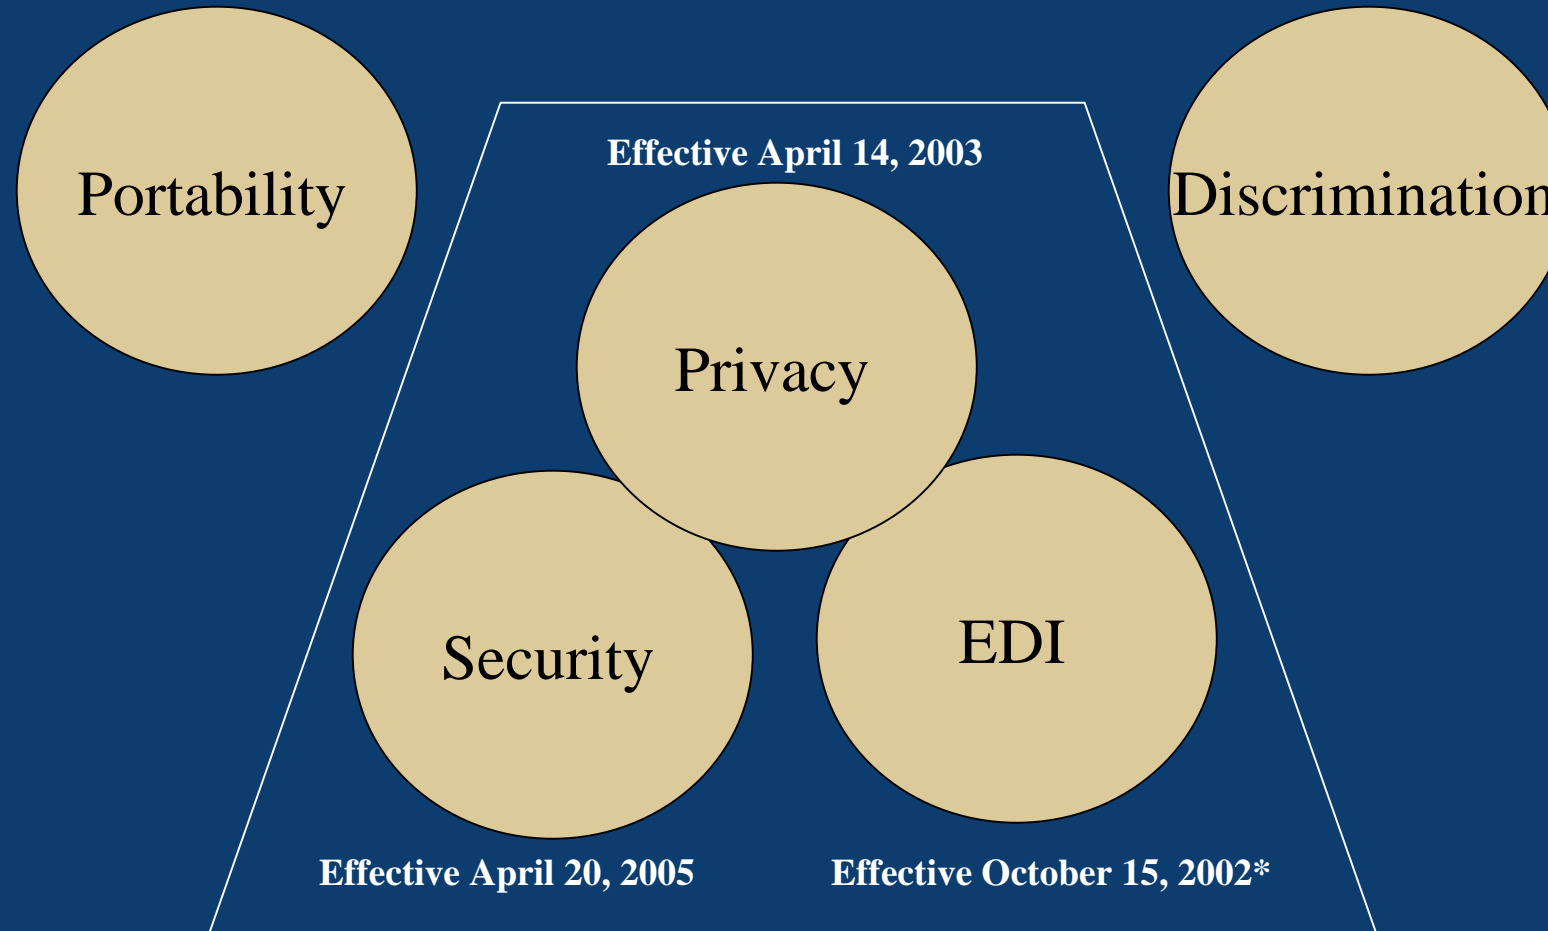 Effective April 14, 2003
Portability
Discrimination
Privacy
Security
EDI
Effective April 20, 2005
Effective October 15, 2002*